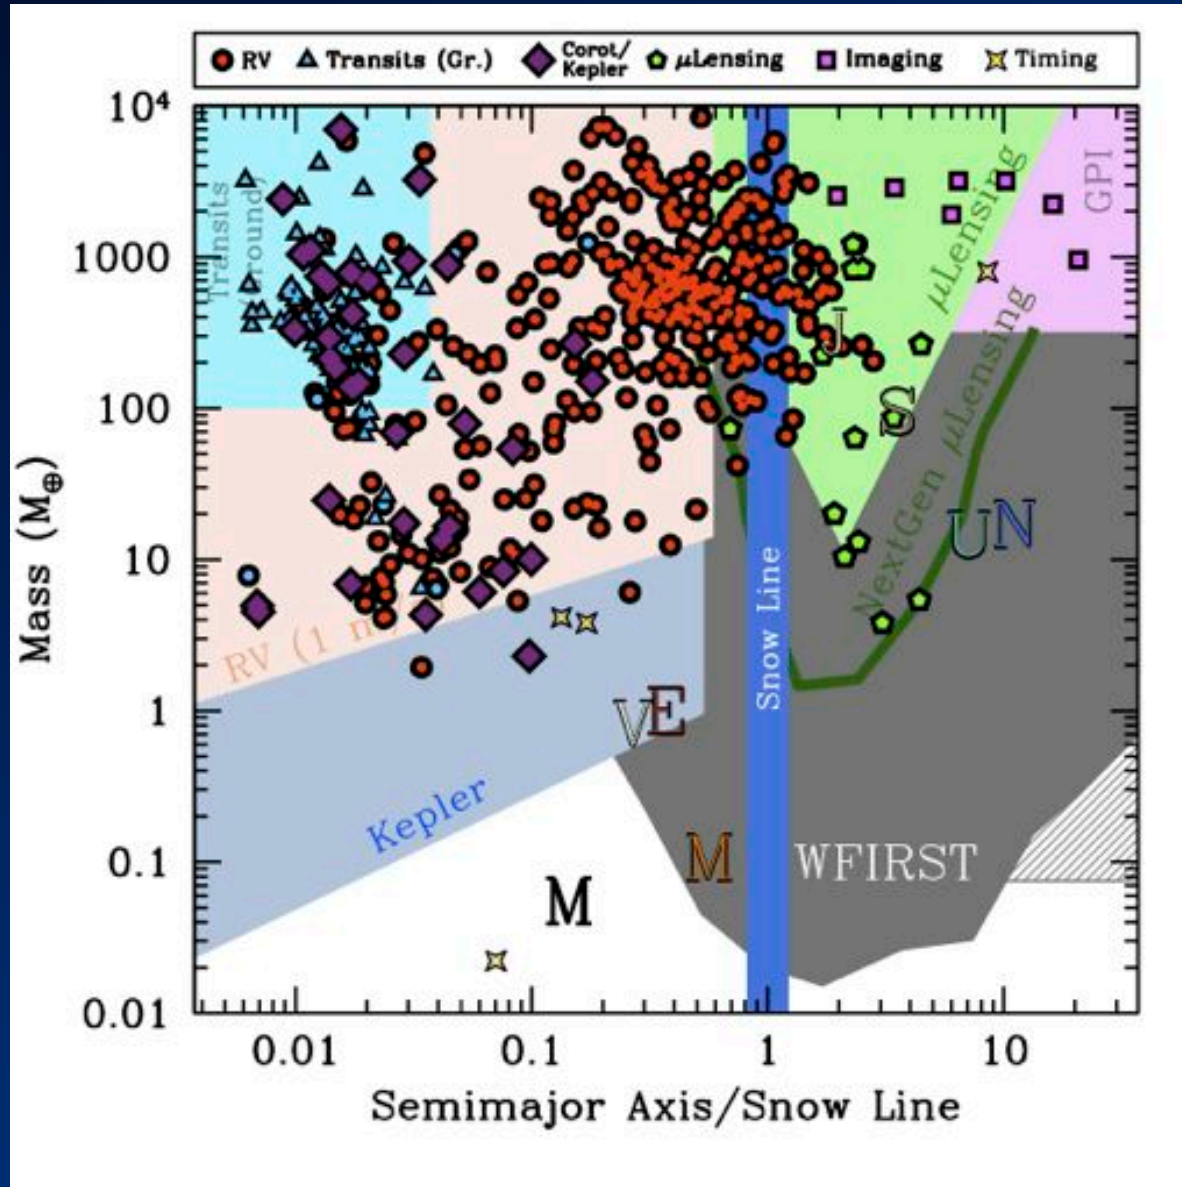 RV Transits (Gr.) Corot/ Kepler μLensing Imaging Timing
10⁴
1000
100
10
1
0.1
0.01
Mass (M⊕)
Transits
(Ground)
RV (1 m/
Kepler
Snow Line
μLensing
NextGen μLensing
GPI
WFIRST
J
S
U
N
V
E
M
M
0.01 0.1 1 10
Semimajor Axis/Snow Line